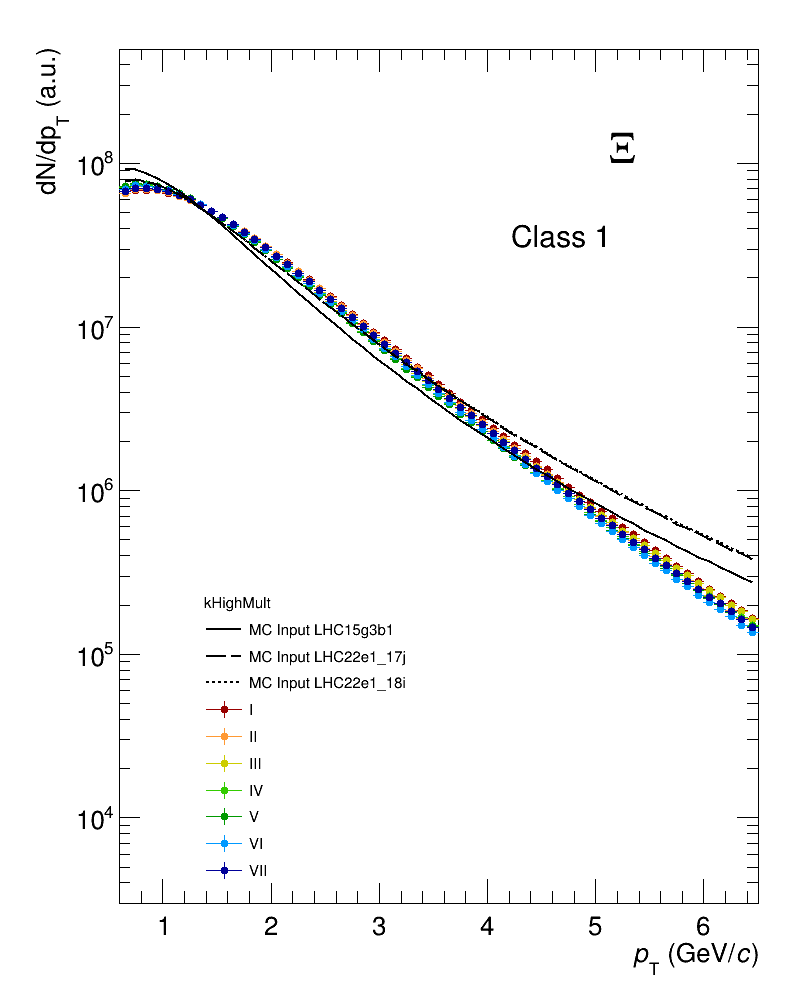 dN/dp_T (a.u.)
10^8
10^7
10^6
10^5
10^4
Ξ
Class 1
kHighMult
MC Input LHC15g3b1
MC Input LHC22e1_17j
MC Input LHC22e1_18i
I
II
III
IV
V
VI
VII
1 2 3 4 5 6
p_T (GeV/c)